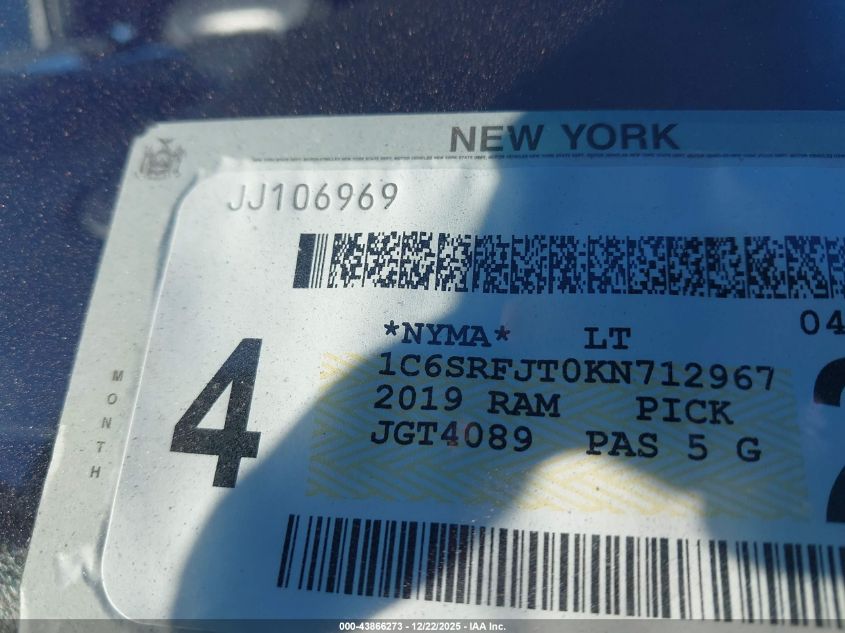 NEW YORK
JJ106969
*NYMA* LT 04
1C6SRFJT0KN712967
2019 RAM PICK
JGT4089 PAS 5 G
4
MONTH
2
000-43866273 - 12/22/2025 - IAA Inc.